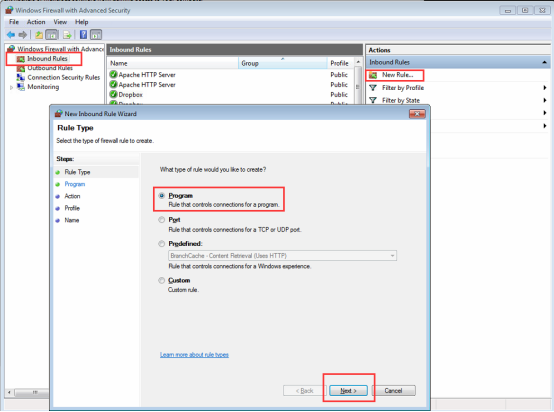 Windows Firewall with Advanced Security
File Action View Help
Windows Firewall with Advanc
Inbound Rules
Outbound Rules
Connection Security Rules
Monitoring
Inbound Rules
Name Group Profile
Apache HTTP Server Public
Apache HTTP Server Public
Dropbox Public
Dropbox Public
Actions
Inbound Rules
New Rule...
Filter by Profile
Filter by State
New Inbound Rule Wizard
Rule Type
Select the type of firewall rule to create.
Steps:
Rule Type
Program
Action
Profile
Name
What type of rule would you like to create?
Program
Rule that controls connections for a program.
Port
Rule that controls connections for a TCP or UDP port.
Predefined:
BranchCache - Content Retrieval (Uses HTTP)
Rule that controls connections for a Windows experience.
Custom
Custom rule.
Learn more about rule types
< Back
Next >
Cancel